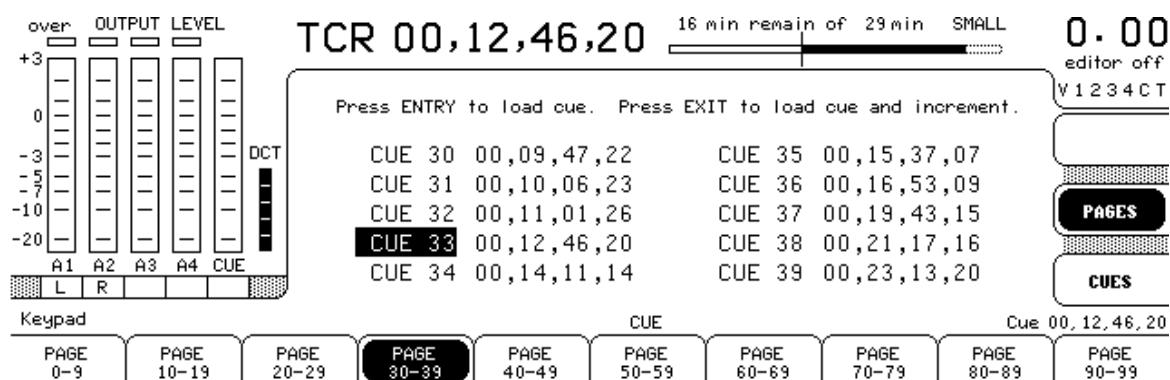 over OUTPUT LEVEL
TCR 00,12,46,20
16 min remain of 29 min SMALL
0.00
editor off
V 1 2 3 4 C T
+3
0
-3
-5
-7
-10
-20
DCT
A1 A2 A3 A4 CUE
L R
Press ENTRY to load cue. Press EXIT to load cue and increment.
CUE 30 00,09,47,22
CUE 31 00,10,06,23
CUE 32 00,11,01,26
CUE 33 00,12,46,20
CUE 34 00,14,11,14
CUE 35 00,15,37,07
CUE 36 00,16,53,09
CUE 37 00,19,43,15
CUE 38 00,21,17,16
CUE 39 00,23,13,20
PAGES
CUES
Keypad CUE Cue 00,12,46,20
PAGE 0-9
PAGE 10-19
PAGE 20-29
PAGE 30-39
PAGE 40-49
PAGE 50-59
PAGE 60-69
PAGE 70-79
PAGE 80-89
PAGE 90-99